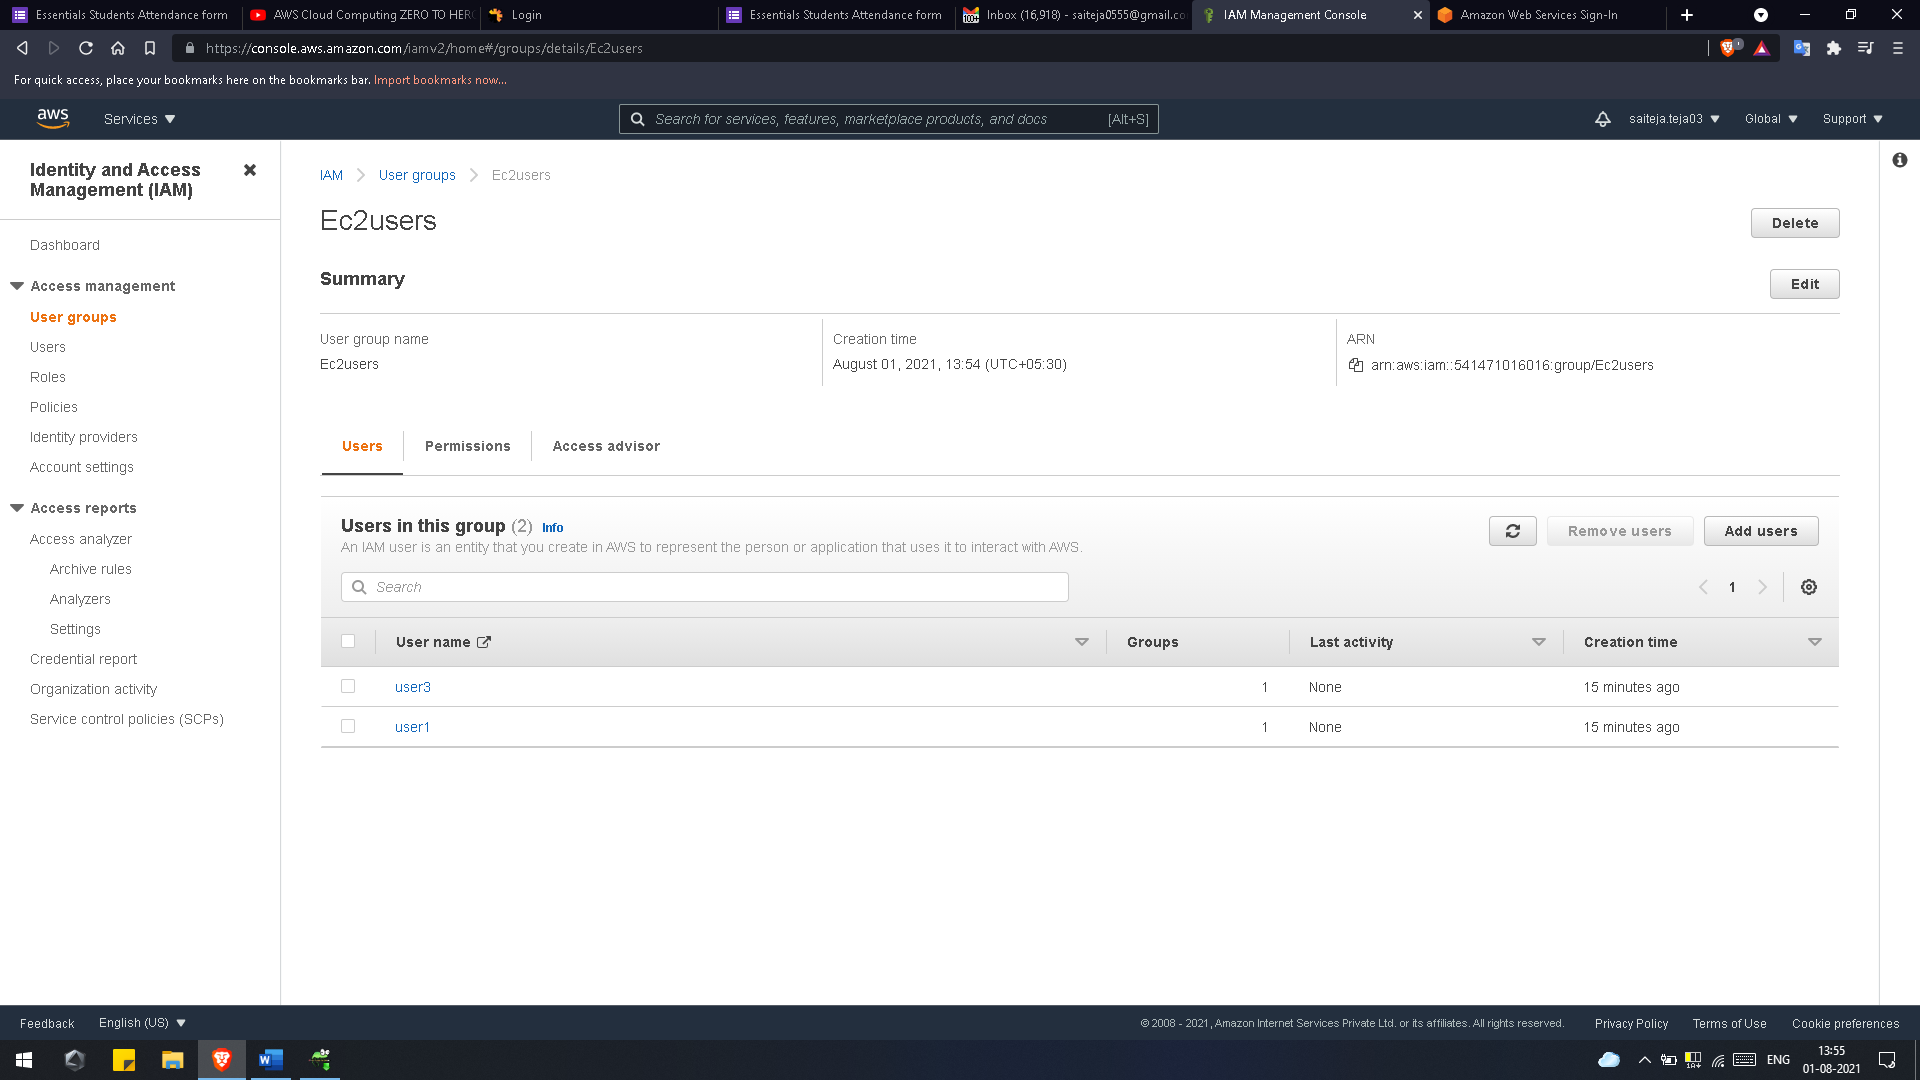 Essentials Students Attendance form
AWS Cloud Computing ZERO TO HERO
Login
Essentials Students Attendance form
Inbox (16,918) - saiteja0555@gmail.co
IAM Management Console
Amazon Web Services Sign-In
https://console.aws.amazon.com/iamv2/home#/groups/details/Ec2users
For quick access, place your bookmarks here on the bookmarks bar. Import bookmarks now...
aws
Services
Search for services, features, marketplace products, and docs
[Alt+S]
saiteja.teja03
Global
Support
Identity and Access
Management (IAM)
Dashboard
Access management
User groups
Users
Roles
Policies
Identity providers
Account settings
Access reports
Access analyzer
Archive rules
Analyzers
Settings
Credential report
Organization activity
Service control policies (SCPs)
IAM
User groups
Ec2users
Ec2users
Delete
Summary
Edit
User group name
Ec2users
Creation time
August 01, 2021, 13:54 (UTC+05:30)
ARN
arn:aws:iam::541471016016:group/Ec2users
Users
Permissions
Access advisor
Users in this group (2) Info
An IAM user is an entity that you create in AWS to represent the person or application that uses it to interact with AWS.
Remove users
Add users
Search
1
User name
Groups
Last activity
Creation time
user3
1
None
15 minutes ago
user1
1
None
15 minutes ago
Feedback
English (US)
© 2008 - 2021, Amazon Internet Services Private Ltd. or its affiliates. All rights reserved.
Privacy Policy
Terms of Use
Cookie preferences
ENG
13:55
01-08-2021